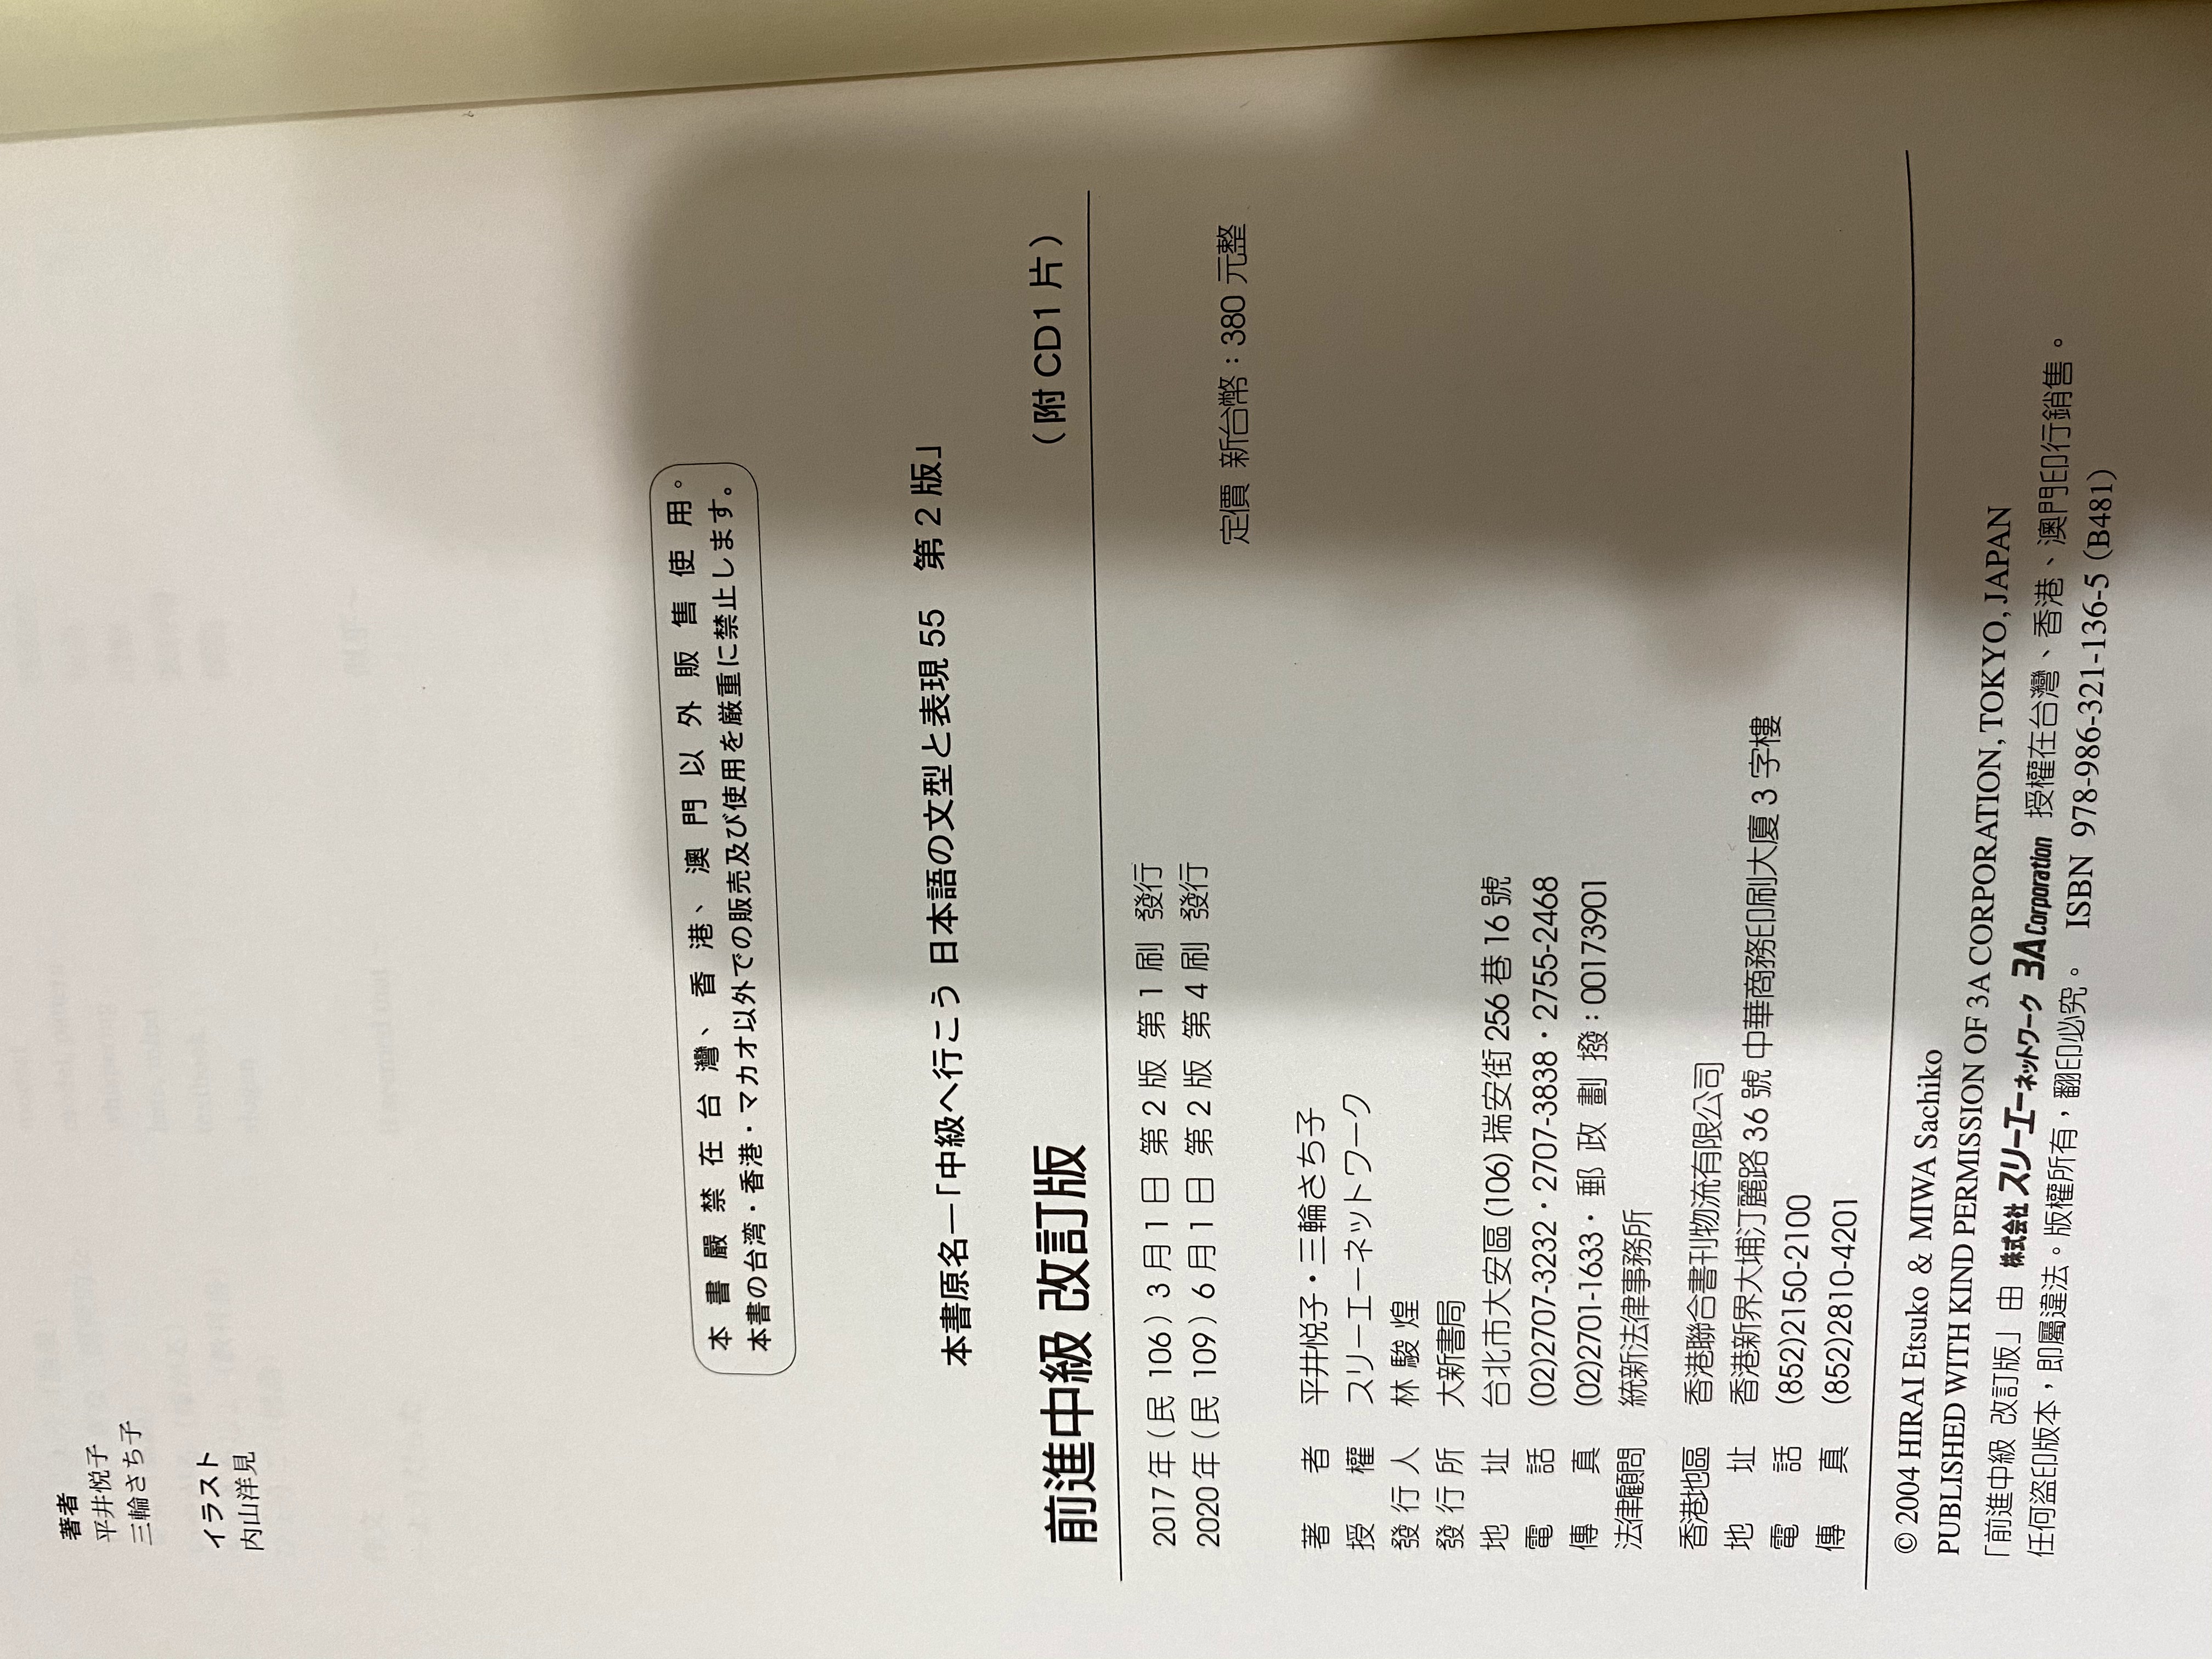 著者
平井悦子
三輪さち子
イラスト
内山洋見
本書嚴禁在台灣、香港、澳門以外販售使用。
本書の台湾・香港・マカオ以外での販売及び使用を厳重に禁止します。
本書原名—「中級へ行こう 日本語の文型と表現 55 第 2 版」
前進中級 改訂版 （附 CD1 片）
2017 年（民 106）3 月 1 日 第 2 版 第 1 刷 發行
2020 年（民 109）6 月 1 日 第 2 版 第 4 刷 發行
定價 新台幣：380 元整
著者 平井悦子・三輪さち子
授權 スリーエーネットワーク
發行人 林駿煌
發行所 大新書局
地址 台北市大安區 (106) 瑞安街 256 巷 16 號
電話 (02)2707-3232・2707-3838・2755-2468
傳真 (02)2701-1633・郵政劃撥：00173901
法律顧問 統新法律事務所
香港地區 香港聯合書刊物流有限公司
地址 香港新界大埔汀麗路 36 號 中華商務印刷大廈 3 字樓
電話 (852)2150-2100
傳真 (852)2810-4201
© 2004 HIRAI Etsuko & MIWA Sachiko
PUBLISHED WITH KIND PERMISSION OF 3A CORPORATION, TOKYO, JAPAN
「前進中級 改訂版」由 株式会社 スリーエーネットワーク 3A Corporation 授權在台灣、香港、澳門印行銷售。
任何盜印版本，即屬違法。版權所有，翻印必究。 ISBN 978-986-321-136-5 (B481)